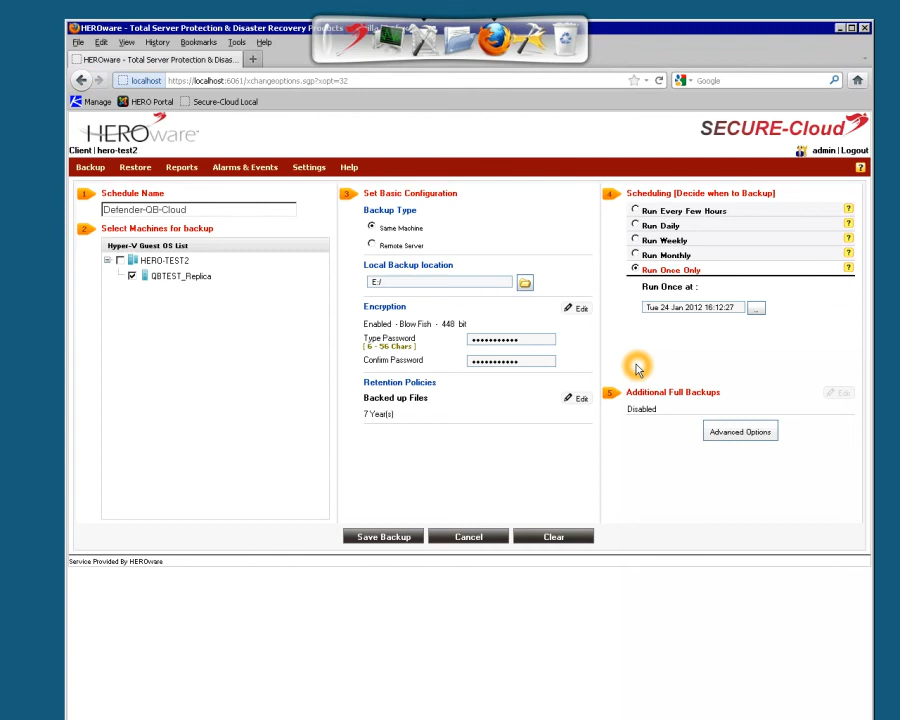 HEROware - Total Server Protection & Disaster Recovery Products
File Edit View History Bookmarks Tools Help
HEROware - Total Server Protection & Disas...
localhost https://localhost:6061/xchangeoptions.sgp?xopt=32
Google
Manage HERO Portal Secure-Cloud Local
HEROware
SECURE-Cloud
Client | hero-test2
admin | Logout
Backup Restore Reports Alarms & Events Settings Help ?
1 Schedule Name
Defender-QB-Cloud
2 Select Machines for backup
Hyper-V Guest OS List
HERO-TEST2
QBTEST_Replica
3 Set Basic Configuration
Backup Type
Same Machine
Remote Server
Local Backup location
E:/
Encryption Edit
Enabled - Blow Fish - 448 bit
Type Password
[ 6 - 56 Chars ]
Confirm Password
Retention Policies
Backed up Files Edit
7 Year(s)
4 Scheduling [Decide when to Backup]
Run Every Few Hours ?
Run Daily ?
Run Weekly ?
Run Monthly ?
Run Once Only ?
Run Once at :
Tue 24 Jan 2012 16:12:27 ...
5 Additional Full Backups Edit
Disabled
Advanced Options
Save Backup Cancel Clear
Service Provided By HEROware